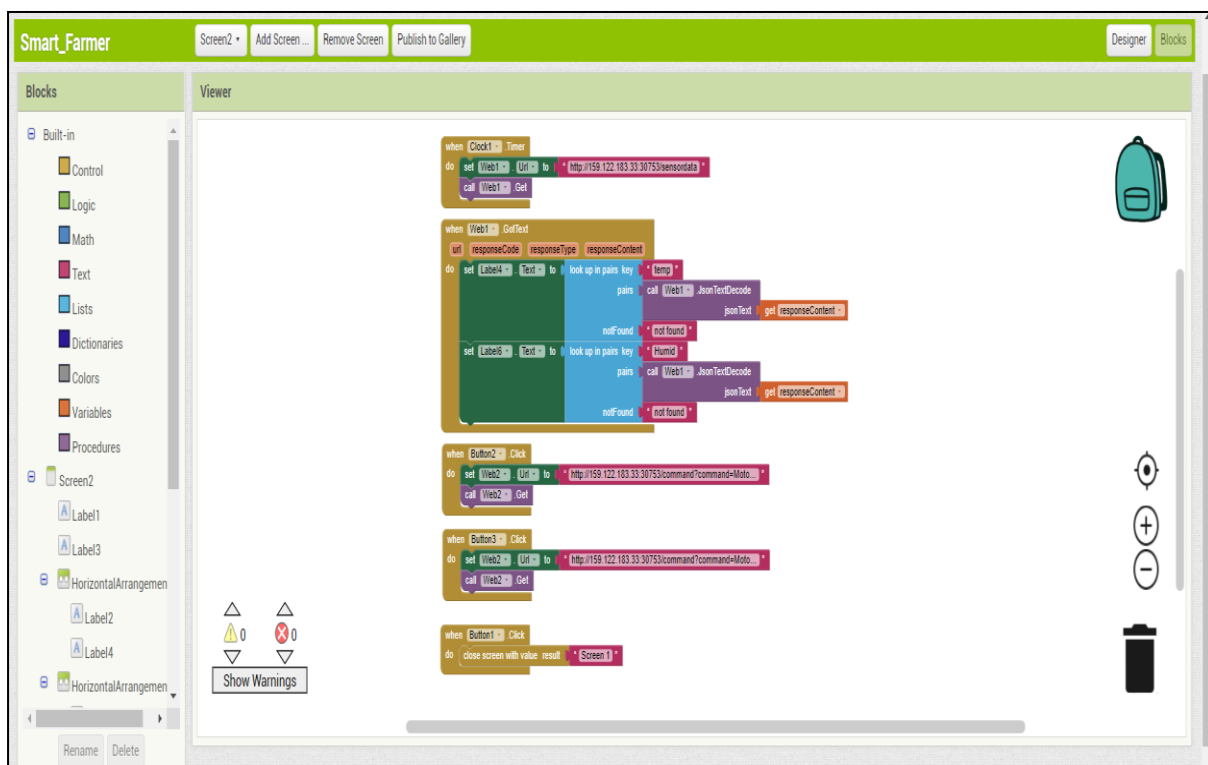 Smart_Farmer Screen2 Add Screen ... Remove Screen Publish to Gallery Designer Blocks
Blocks
Viewer
Built-in
Control
Logic
Math
Text
Lists
Dictionaries
Colors
Variables
Procedures
Screen2
Label1
Label3
HorizontalArrangemen
Label2
Label4
HorizontalArrangemen
Rename Delete
when Clock1 .Timer
do set Web1 . Url to " http://159.122.183.33:30753/sensordata "
call Web1 .Get
when Web1 .GotText
url responseCode responseType responseContent
do set Label4 . Text to look up in pairs key " temp "
pairs call Web1 .JsonTextDecode
jsonText get responseContent
notFound " not found "
set Label6 . Text to look up in pairs key " Humid "
pairs call Web1 .JsonTextDecode
jsonText get responseContent
notFound " not found "
when Button2 .Click
do set Web2 . Url to " http://159.122.183.33:30753/command?command=Moto... "
call Web2 .Get
when Button3 .Click
do set Web2 . Url to " http://159.122.183.33:30753/command?command=Moto... "
call Web2 .Get
when Button1 .Click
do close screen with value result " Screen 1 "
0 0
Show Warnings